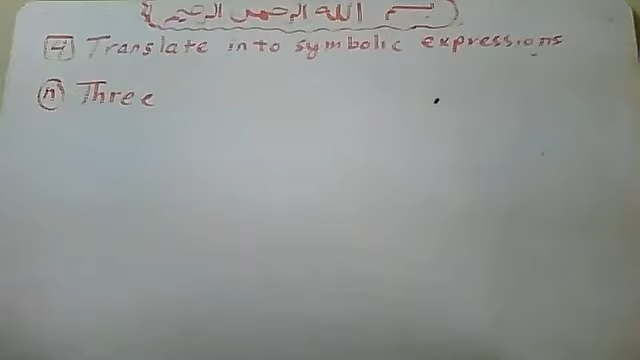 بسم الله الرحمن الرحيم
4 Translate into symbolic expressions
n Three